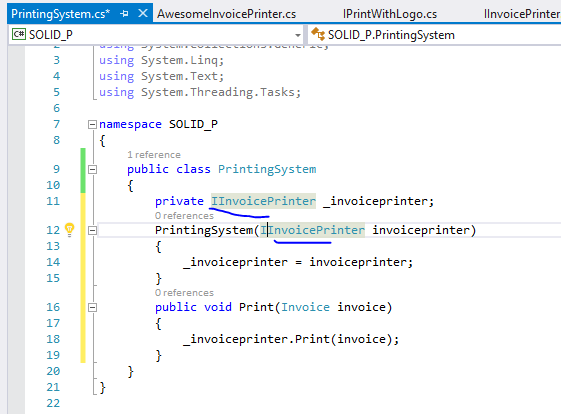 PrintingSystem.cs* AwesomeInvoicePrinter.cs IPrintWithLogo.cs IInvoicePrinter
C# SOLID_P SOLID_P.PrintingSystem
2 using System.Collections.Generic;
3 using System.Linq;
4 using System.Text;
5 using System.Threading.Tasks;
6
7 namespace SOLID_P
8 {
1 reference
9 public class PrintingSystem
10 {
11 private IInvoicePrinter _invoiceprinter;
0 references
12 PrintingSystem(IInvoicePrinter invoiceprinter)
13 {
14 _invoiceprinter = invoiceprinter;
15 }
0 references
16 public void Print(Invoice invoice)
17 {
18 _invoiceprinter.Print(invoice);
19 }
20 }
21 }
22